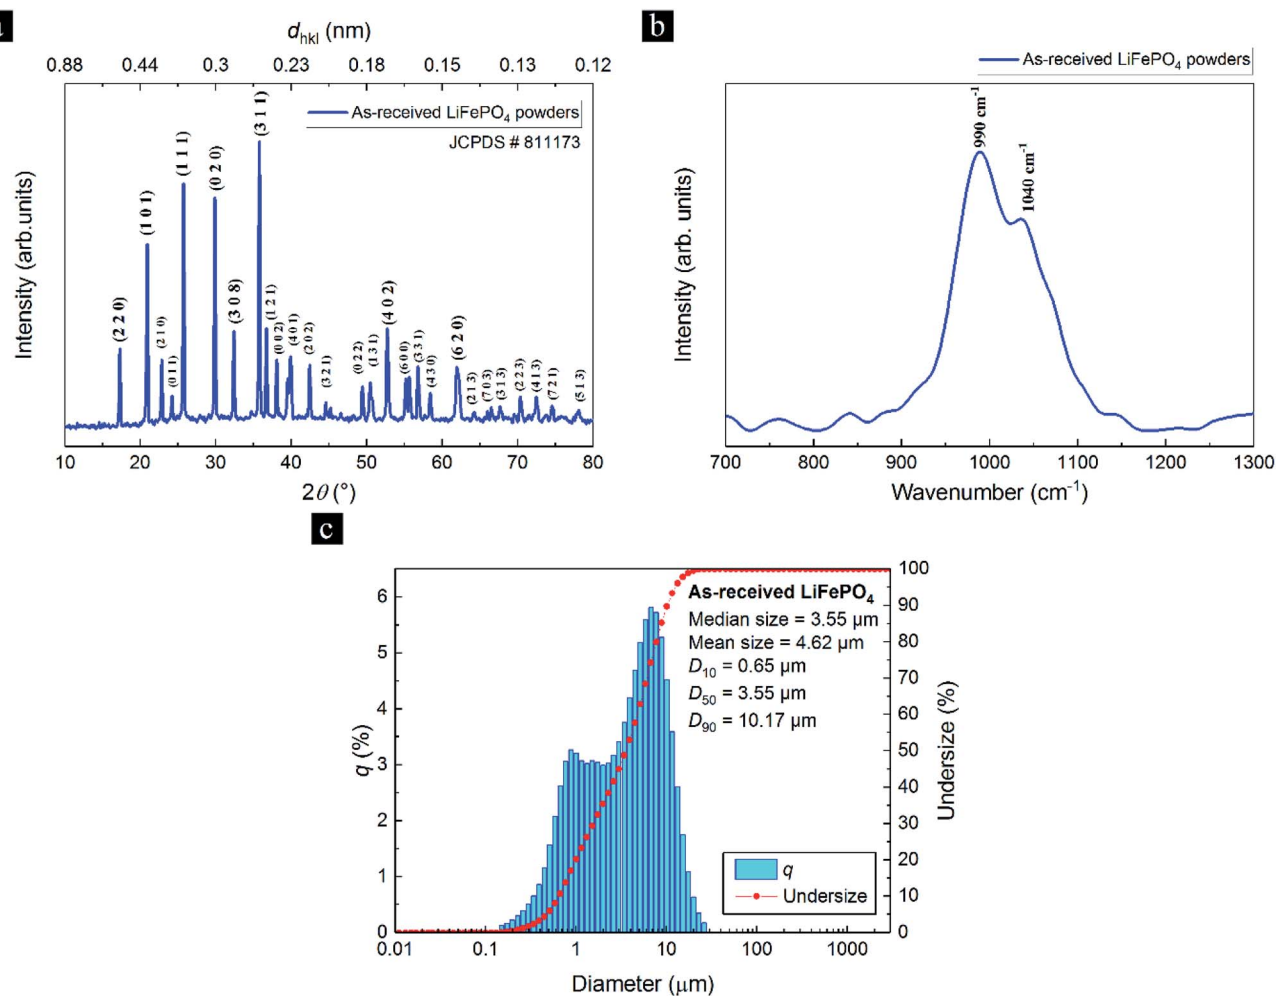 a
d_hkl (nm)
0.88 0.44 0.3 0.23 0.18 0.15 0.13 0.12
As-received LiFePO₄ powders
JCPDS # 811173
(2 2 0)
(1 0 1)
(2 1 0)
(0 1 1)
(1 1 1)
(0 2 0)
(3 0 8)
(3 1 1)
(1 2 1)
(0 0 2)
(4 0 1)
(2 0 2)
(3 2 1)
(0 2 2)
(1 3 1)
(4 0 2)
(6 0 0)
(3 3 1)
(4 3 0)
(6 2 0)
(2 1 3)
(7 0 3)
(3 1 3)
(2 2 3)
(4 1 3)
(7 2 1)
(5 1 3)
Intensity (arb.units)
10 20 30 40 50 60 70 80
2θ (°)
b
As-received LiFePO₄ powders
990 cm⁻¹
1040 cm⁻¹
Intensity (arb. units)
700 800 900 1000 1100 1200 1300
Wavenumber (cm⁻¹)
c
6
5
4
3
2
1
0
q (%)
As-received LiFePO₄
Median size = 3.55 µm
Mean size = 4.62 µm
D₁₀ = 0.65 µm
D₅₀ = 3.55 µm
D₉₀ = 10.17 µm
q
Undersize
100
90
80
70
60
50
40
30
20
10
0
Undersize (%)
0.01 0.1 1 10 100 1000
Diameter (µm)